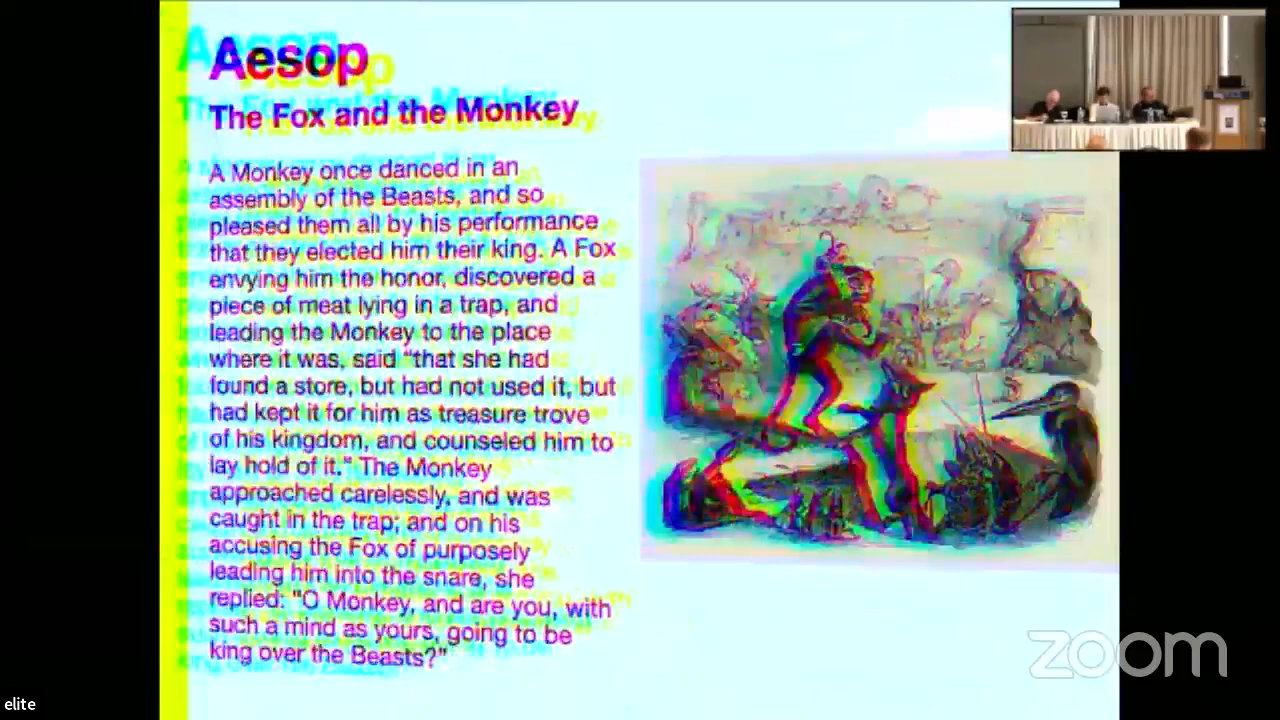 Aesop
The Fox and the Monkey
A Monkey once danced in an
assembly of the Beasts, and so
pleased them all by his performance
that they elected him their king. A Fox
envying him the honor, discovered a
piece of meat lying in a trap, and
leading the Monkey to the place
where it was, said "that she had
found a store, but had not used it, but
had kept it for him as treasure trove
of his kingdom, and counseled him to
lay hold of it." The Monkey
approached carelessly, and was
caught in the trap; and on his
accusing the Fox of purposely
leading him into the snare, she
replied: "O Monkey, and are you, with
such a mind as yours, going to be
king over the Beasts?"
zoom
elite